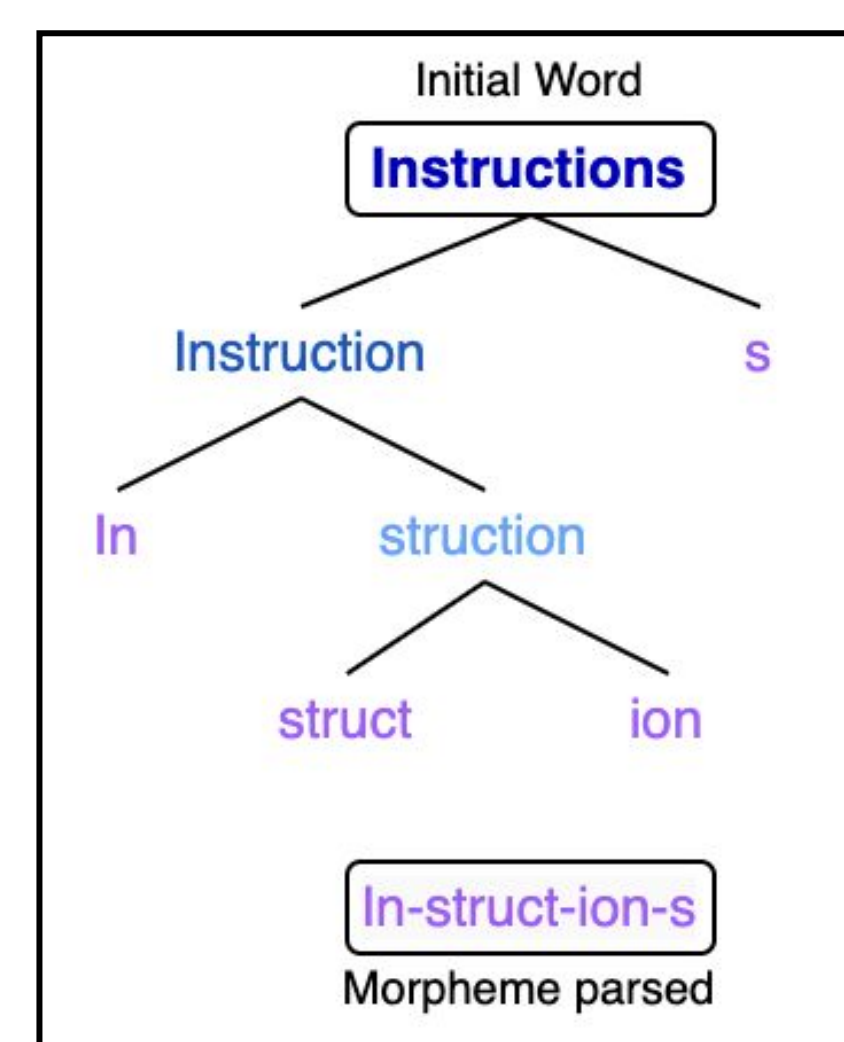 Initial Word
Instructions
Instruction s
In struction
struct ion
In-struct-ion-s
Morpheme parsed